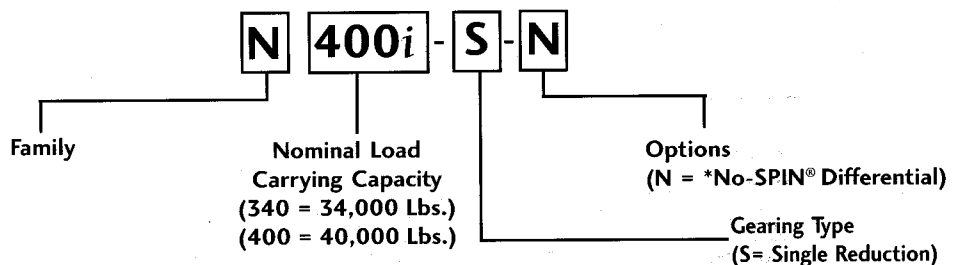 N 400i - S - N
Family
Nominal Load
Carrying Capacity
(340 = 34,000 Lbs.)
(400 = 40,000 Lbs.)
Options
(N = *No-SPIN® Differential)
Gearing Type
(S= Single Reduction)